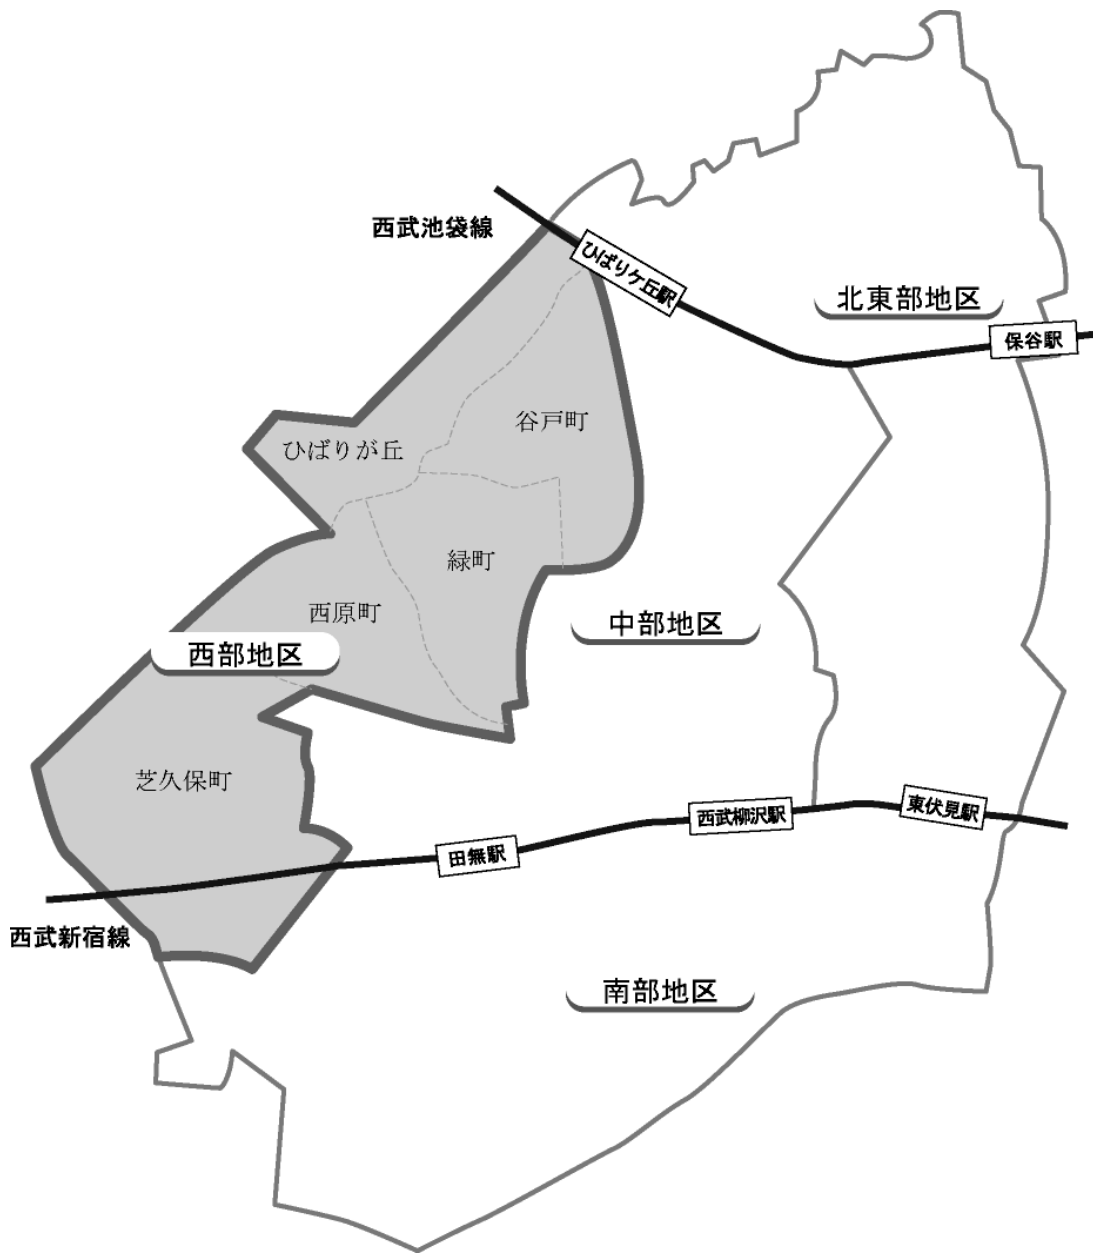 西武池袋線
ひばりケ丘駅
北東部地区
保谷駅
谷戸町
ひばりが丘
緑町
西原町
中部地区
西部地区
芝久保町
東伏見駅
西武柳沢駅
田無駅
西武新宿線
南部地区